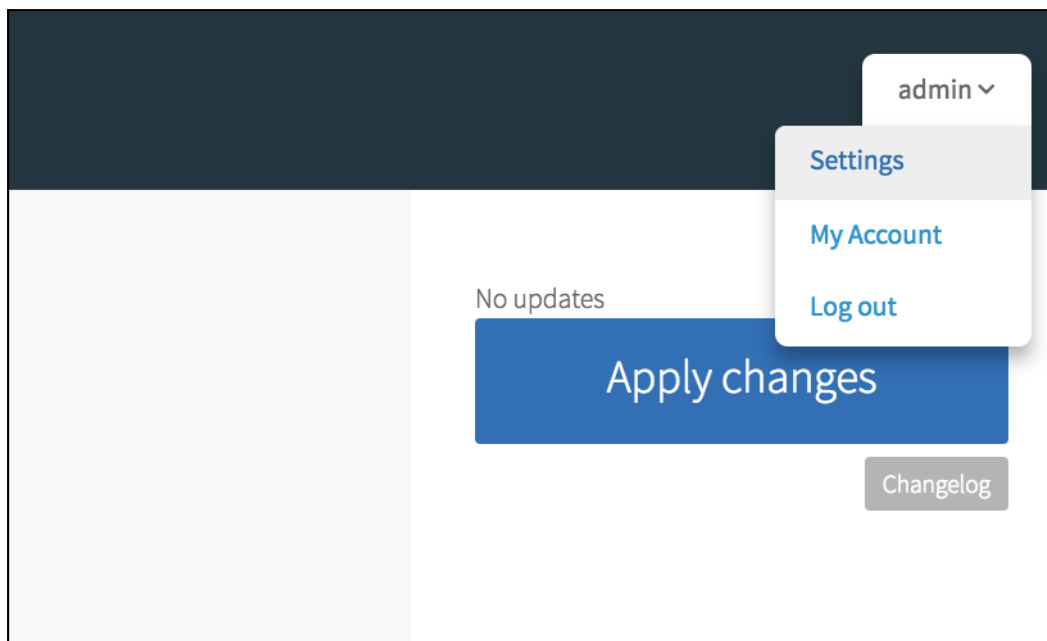 admin
Settings
My Account
Log out
No updates
Apply changes
Changelog